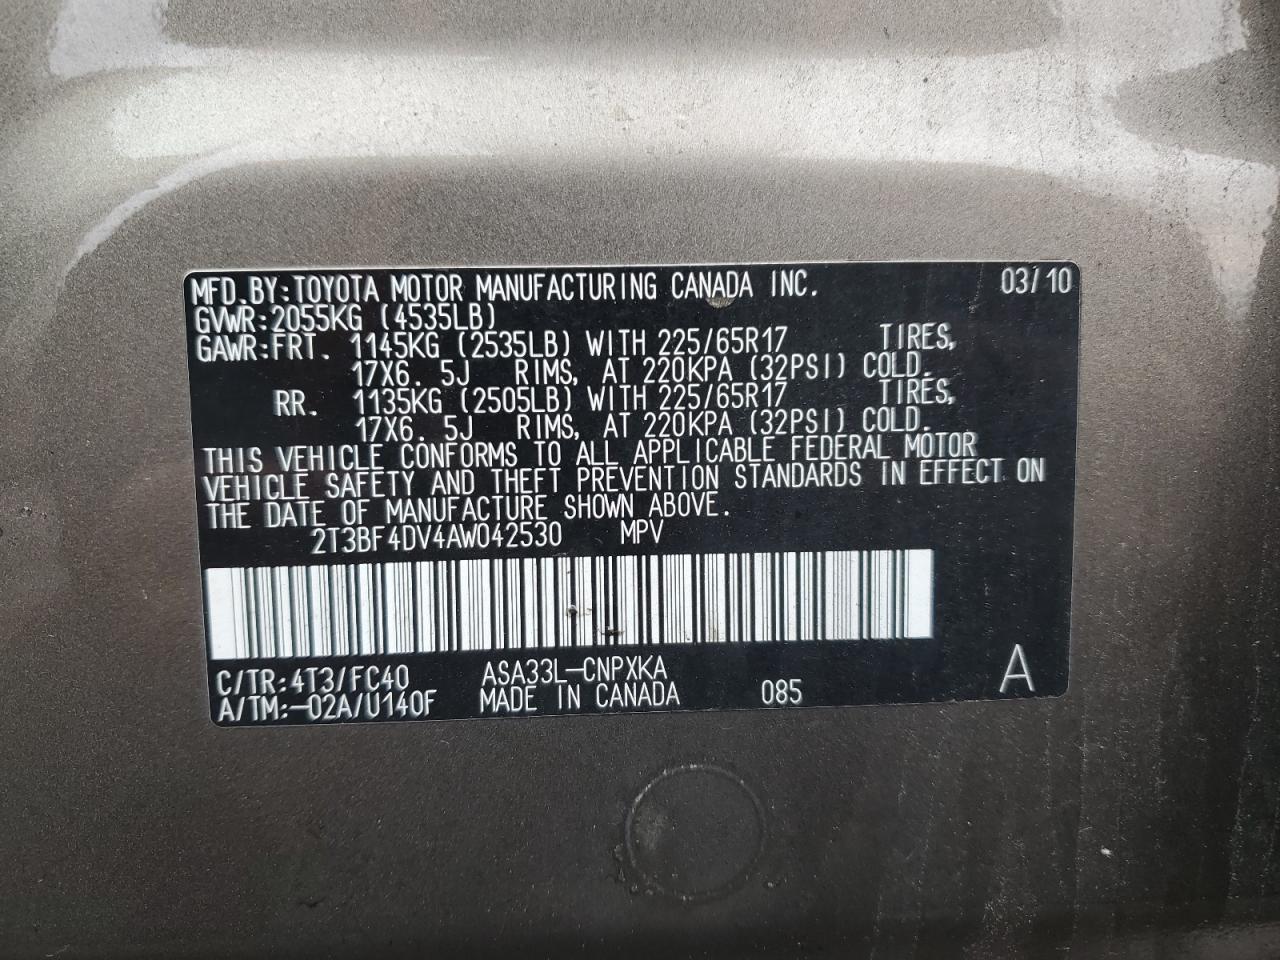 MFD.BY:TOYOTA MOTOR MANUFACTURING CANADA INC. 03/10
GVWR:2055KG (4535LB)
GAWR:FRT. 1145KG (2535LB) WITH 225/65R17 TIRES,
17X6. 5J RIMS, AT 220KPA (32PSI) COLD.
RR. 1135KG (2505LB) WITH 225/65R17 TIRES,
17X6. 5J RIMS, AT 220KPA (32PSI) COLD.
THIS VEHICLE CONFORMS TO ALL APPLICABLE FEDERAL MOTOR
VEHICLE SAFETY AND THEFT PREVENTION STANDARDS IN EFFECT ON
THE DATE OF MANUFACTURE SHOWN ABOVE.
2T3BF4DV4AW042530 MPV
C/TR:4T3/FC40 ASA33L-CNPXKA
A/TM:-02A/U140F MADE IN CANADA 085 A